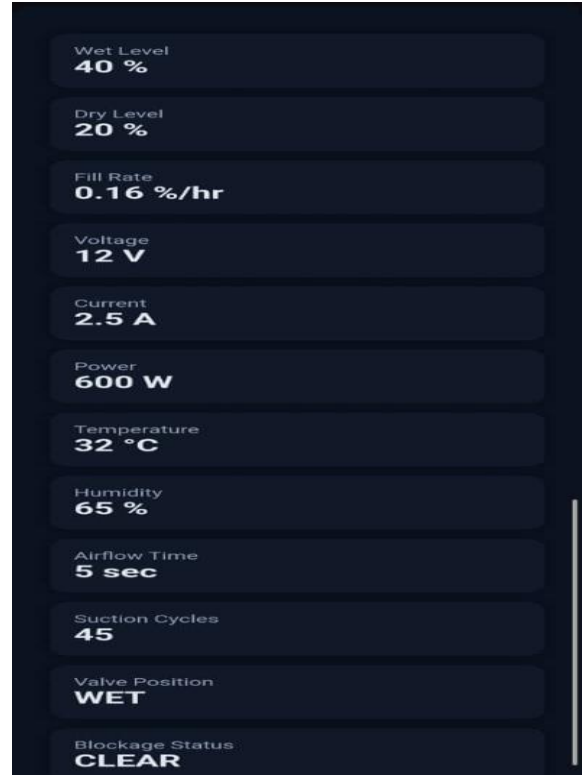 Wet Level
40 %
Dry Level
20 %
Fill Rate
0.16 %/hr
Voltage
12 V
Current
2.5 A
Power
600 W
Temperature
32 °C
Humidity
65 %
Airflow Time
5 sec
Suction Cycles
45
Valve Position
WET
Blockage Status
CLEAR